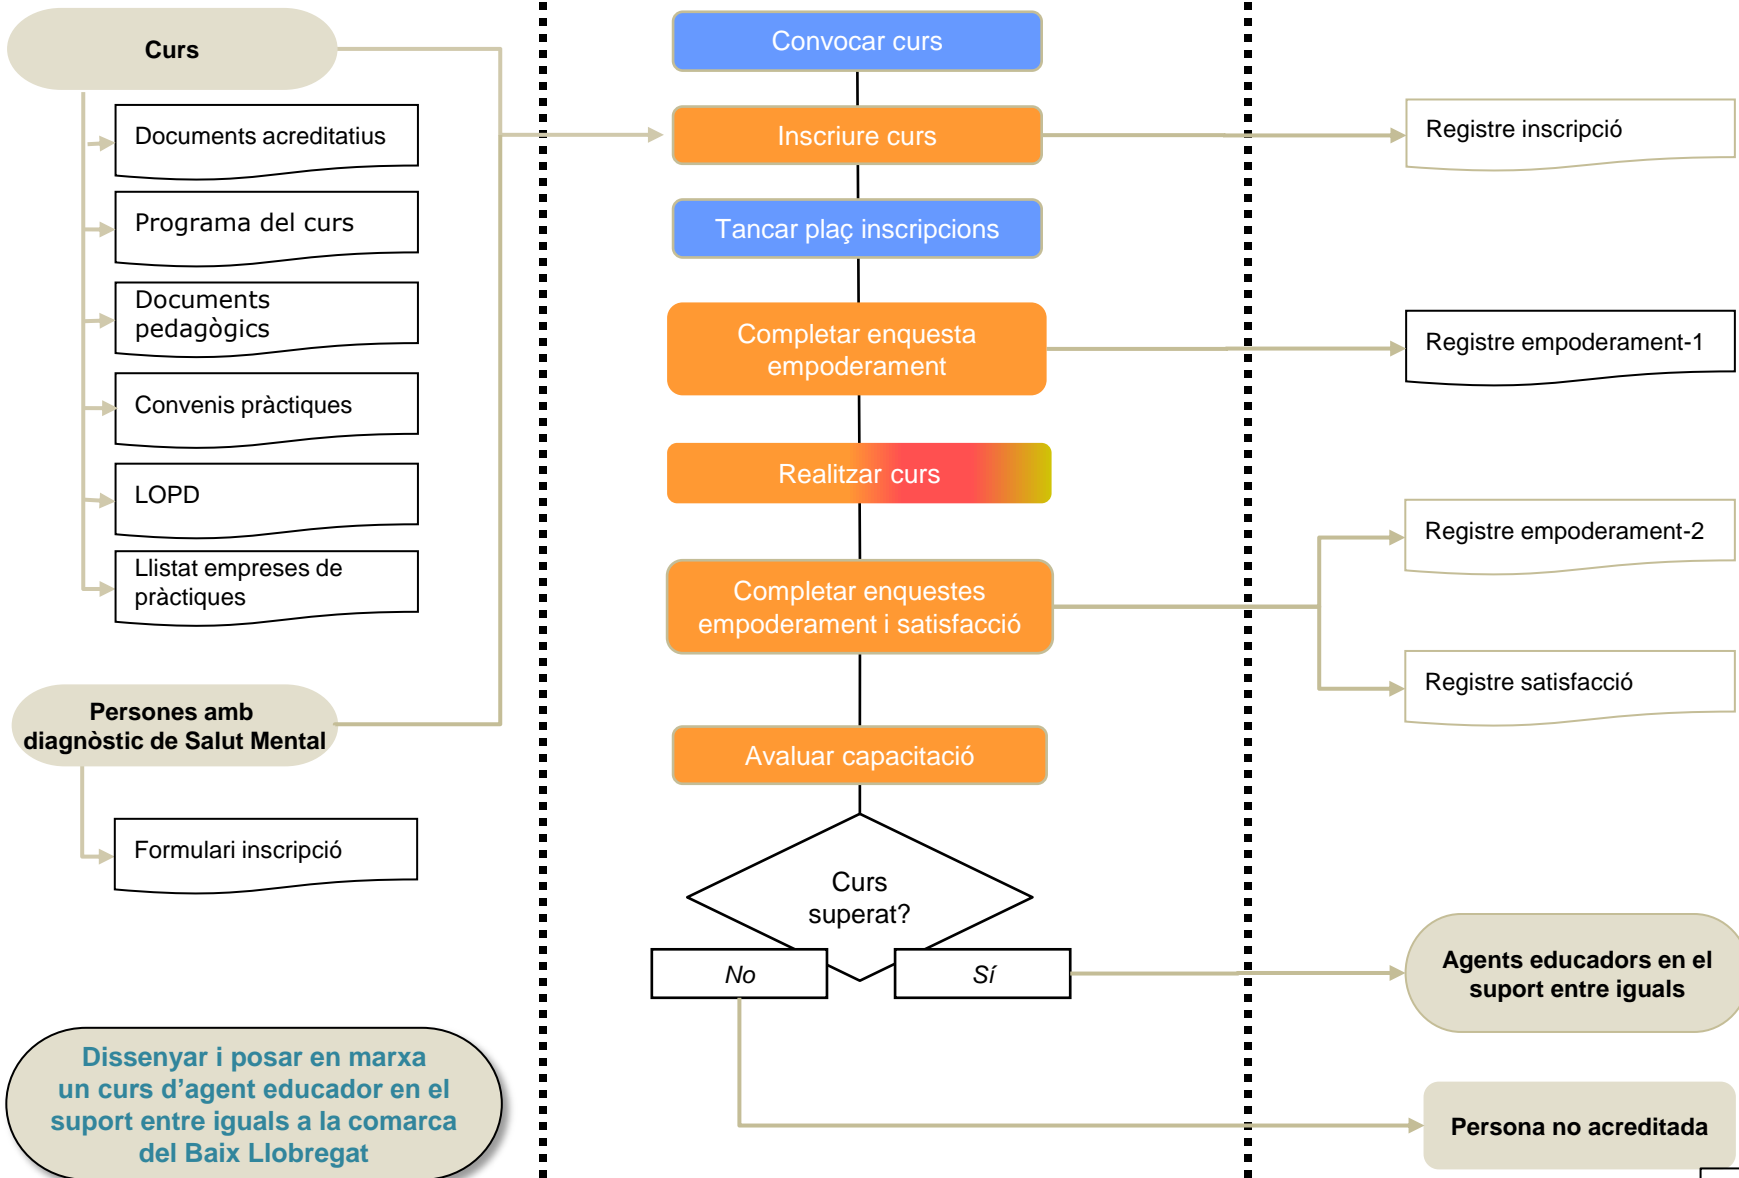 Curs
Documents acreditatius
Programa del curs
Documents
pedagògics
Convenis pràctiques
LOPD
Llistat empreses de
pràctiques
Persones amb
diagnòstic de Salut Mental
Formulari inscripció
Dissenyar i posar en marxa
un curs d’agent educador en el
suport entre iguals a la comarca
del Baix Llobregat
Convocar curs
Inscriure curs
Tancar plaç inscripcions
Completar enquesta
empoderament
Realitzar curs
Completar enquestes
empoderament i satisfacció
Avaluar capacitació
Curs
superat?
No
Sí
Registre inscripció
Registre empoderament-1
Registre empoderament-2
Registre satisfacció
Agents educadors en el
suport entre iguals
Persona no acreditada